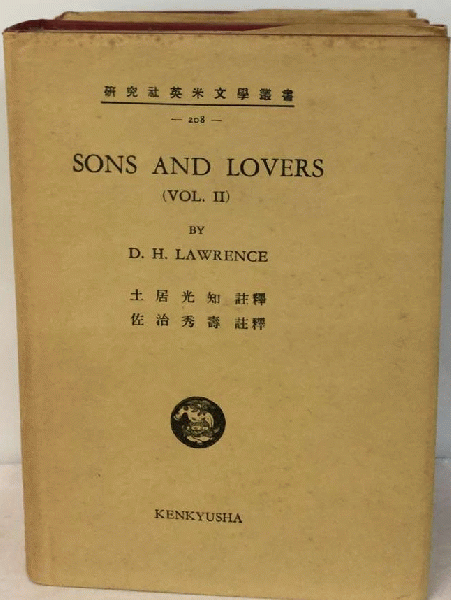 研究社英米文學叢書
— 208 —
SONS AND LOVERS
(VOL. II)
BY
D. H. LAWRENCE
土居光知 註釋
佐治秀壽 註釋
KENKYUSHA